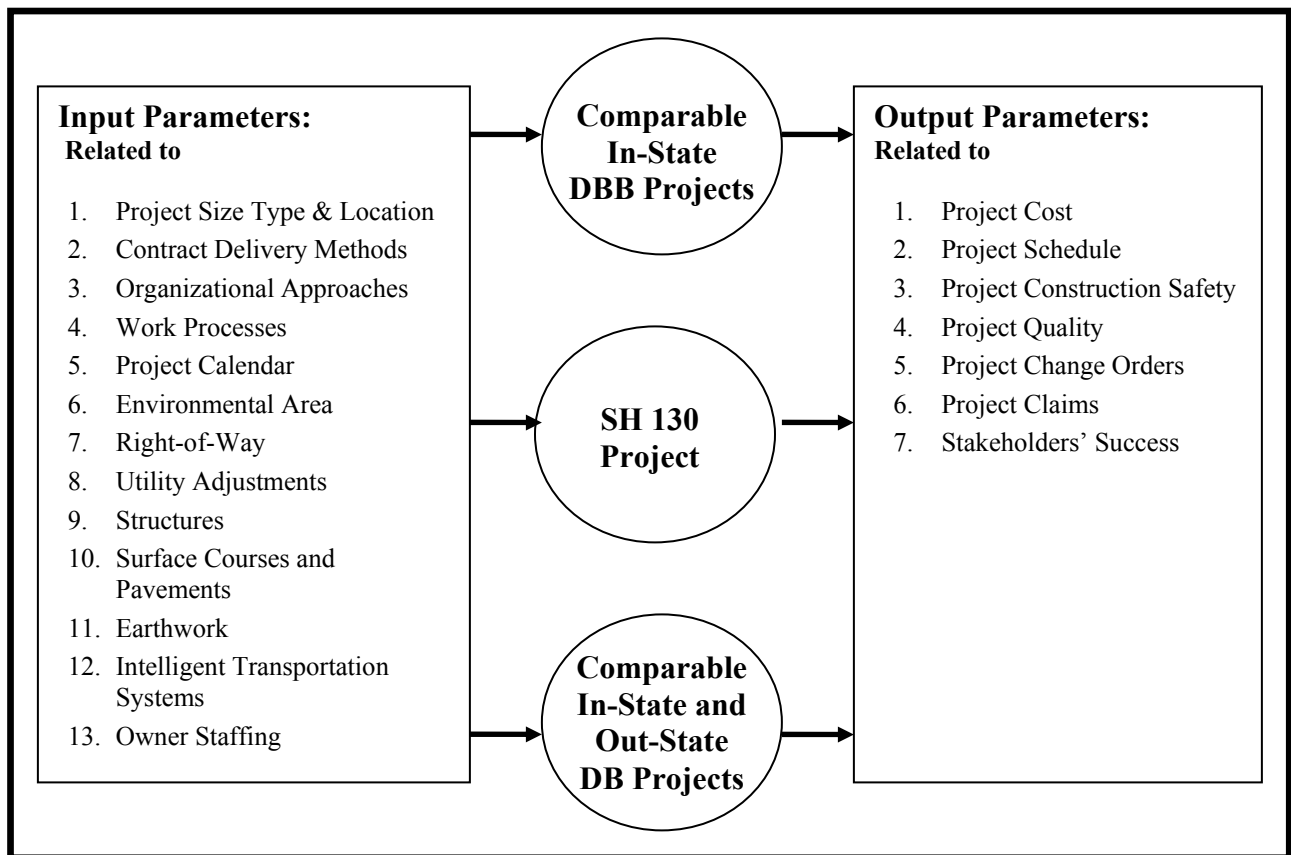 Input Parameters:
Related to
1. Project Size Type & Location
2. Contract Delivery Methods
3. Organizational Approaches
4. Work Processes
5. Project Calendar
6. Environmental Area
7. Right-of-Way
8. Utility Adjustments
9. Structures
10. Surface Courses and
Pavements
11. Earthwork
12. Intelligent Transportation
Systems
13. Owner Staffing
Comparable
In-State
DBB Projects
SH 130
Project
Comparable
In-State and
Out-State
DB Projects
Output Parameters:
Related to
1. Project Cost
2. Project Schedule
3. Project Construction Safety
4. Project Quality
5. Project Change Orders
6. Project Claims
7. Stakeholders’ Success